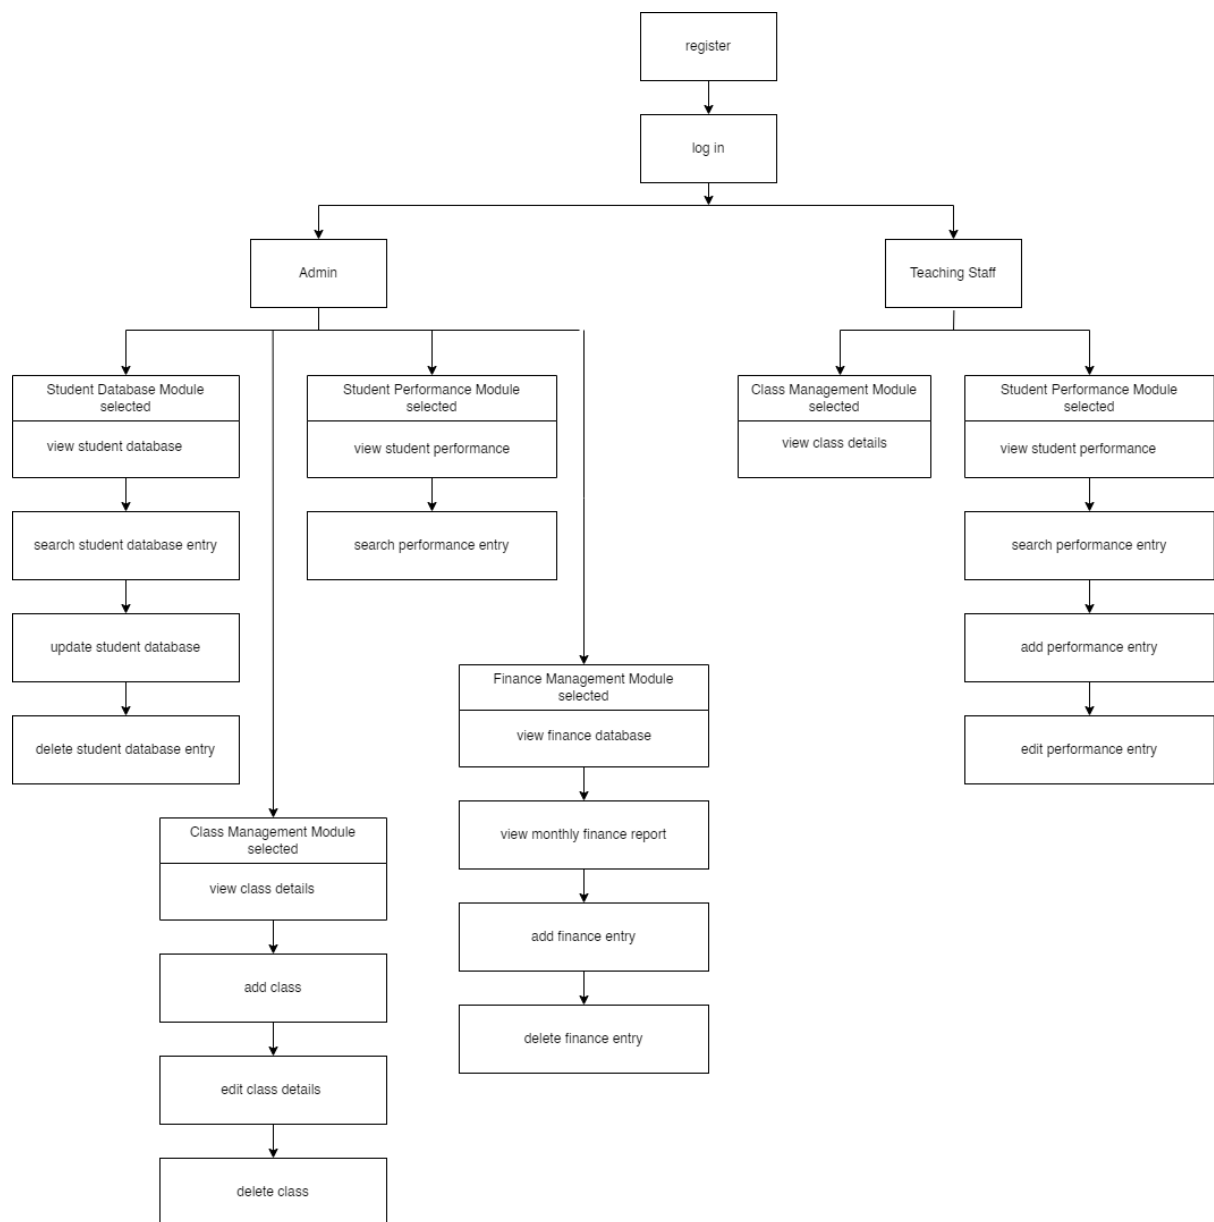 register
log in
Admin
Teaching Staff
Student Database Module
selected
view student database
Student Performance Module
selected
view student performance
Class Management Module
selected
view class details
Student Performance Module
selected
view student performance
search student database entry
search performance entry
search performance entry
update student database
add performance entry
delete student database entry
edit performance entry
Finance Management Module
selected
view finance database
view monthly finance report
add finance entry
delete finance entry
Class Management Module
selected
view class details
add class
edit class details
delete class